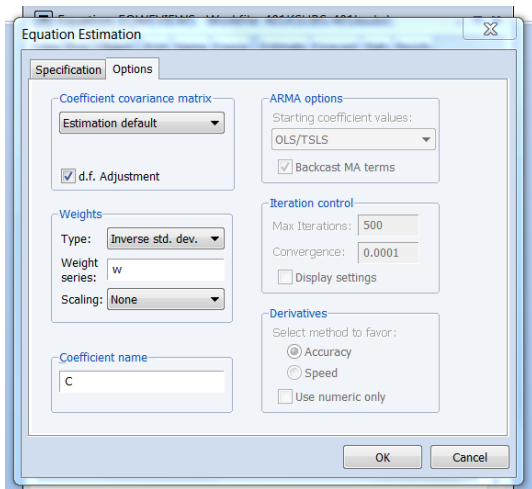 Equation Estimation
Specification
Options
Coefficient covariance matrix
Estimation default
d.f. Adjustment
Weights
Type: Inverse std. dev.
Weight
series: w
Scaling: None
Coefficient name
C
ARMA options
Starting coefficient values:
OLS/TSLS
Backcast MA terms
Iteration control
Max Iterations: 500
Convergence: 0.0001
Display settings
Derivatives
Select method to favor:
Accuracy
Speed
Use numeric only
OK
Cancel